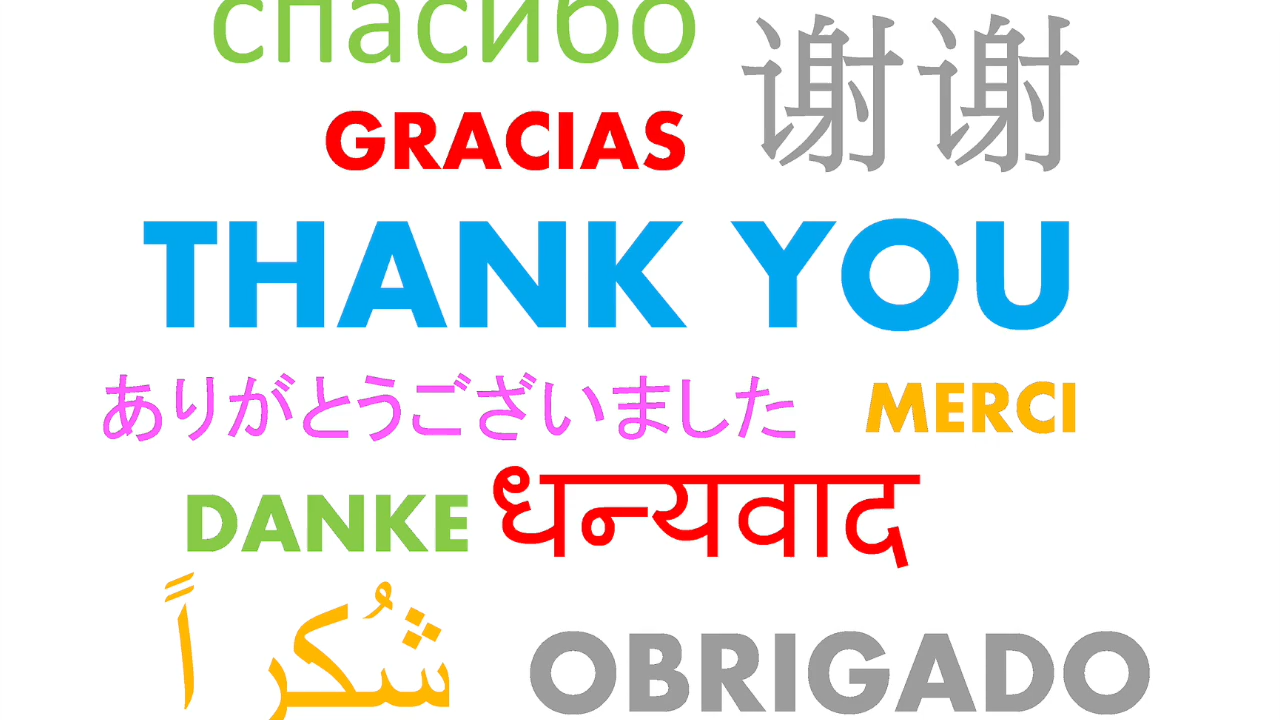 спасибо
谢谢
GRACIAS
THANK YOU
ありがとうございました
MERCI
DANKE
धन्यवाद
شُكراً
OBRIGADO